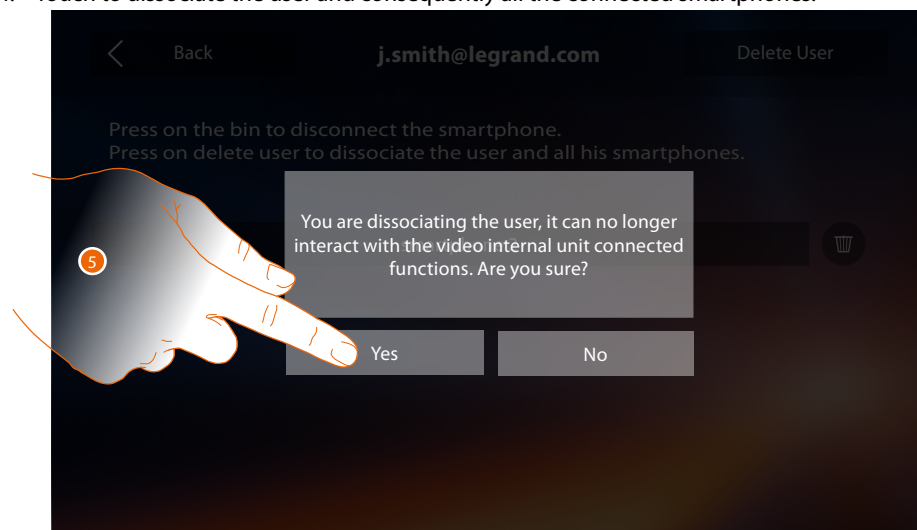 Touch to dissociate the user and consequently all the connected smartphones.
Back
j.smith@legrand.com
Delete User
Press on the bin to disconnect the smartphone.
Press on delete user to dissociate the user and all his smartphones.
You are dissociating the user, it can no longer
interact with the video internal unit connected
functions. Are you sure?
5
Yes
No